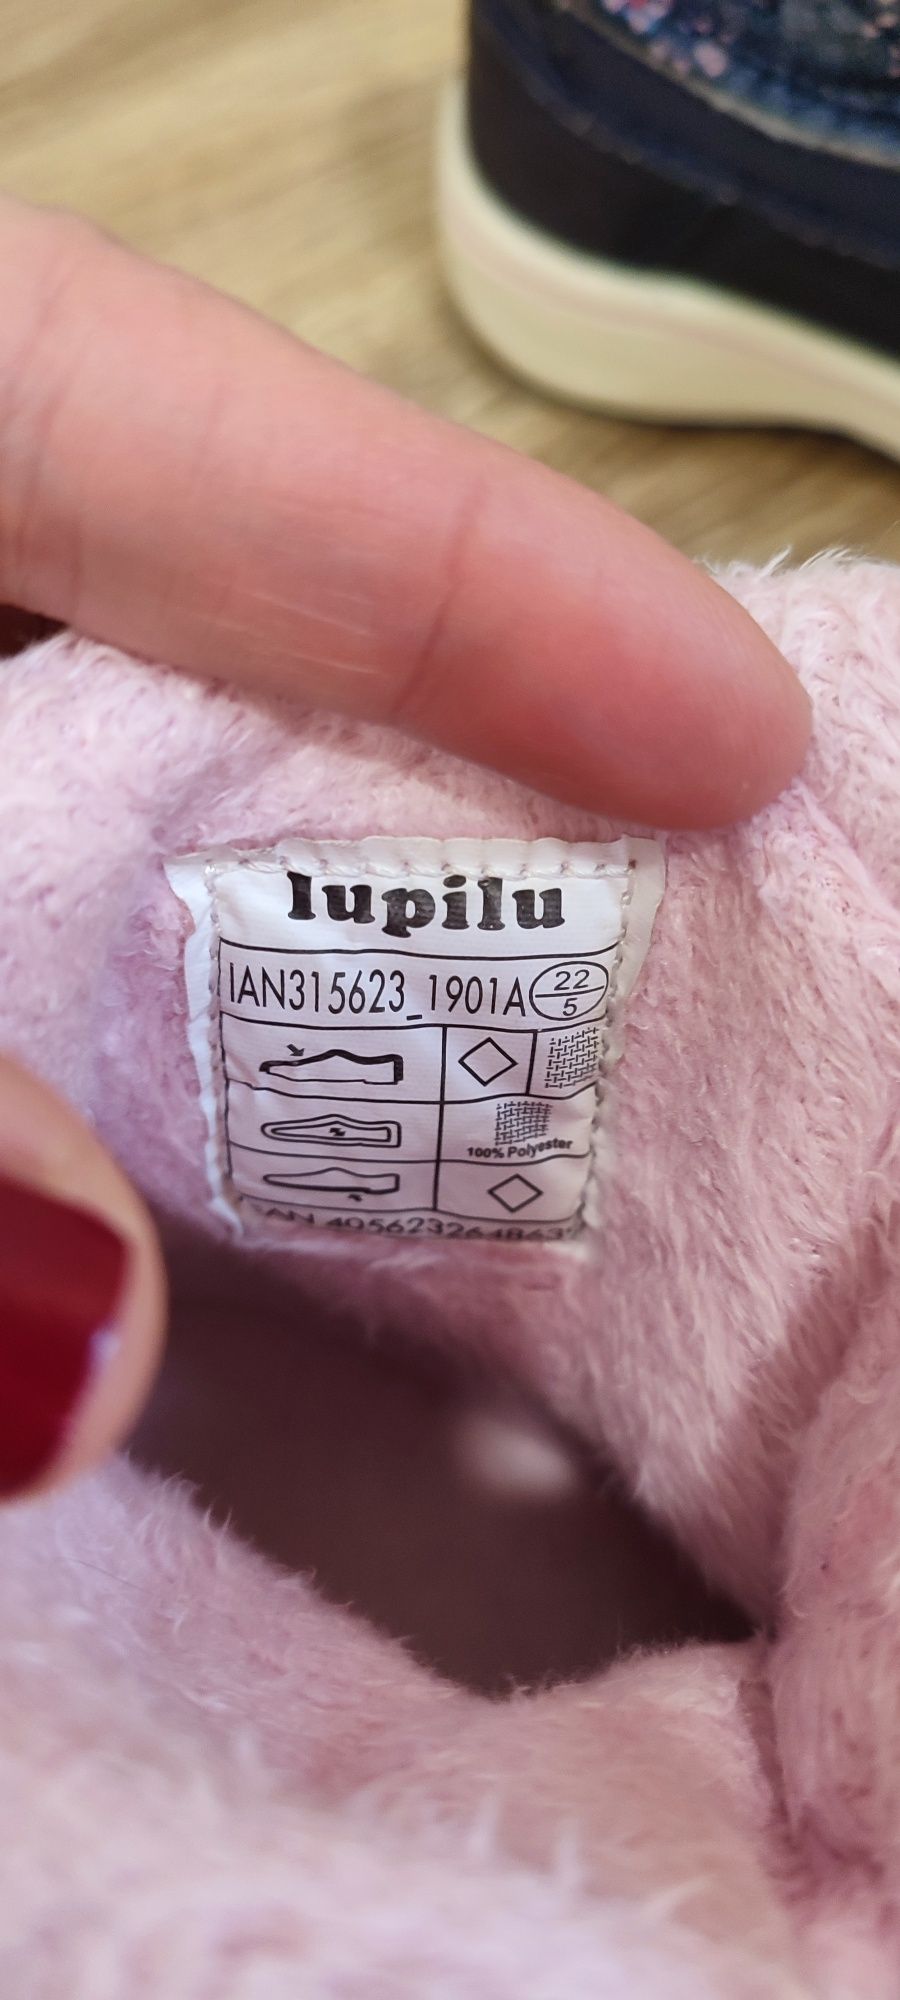 lupilu
IAN315623_1901A 22
5
100% Polyester